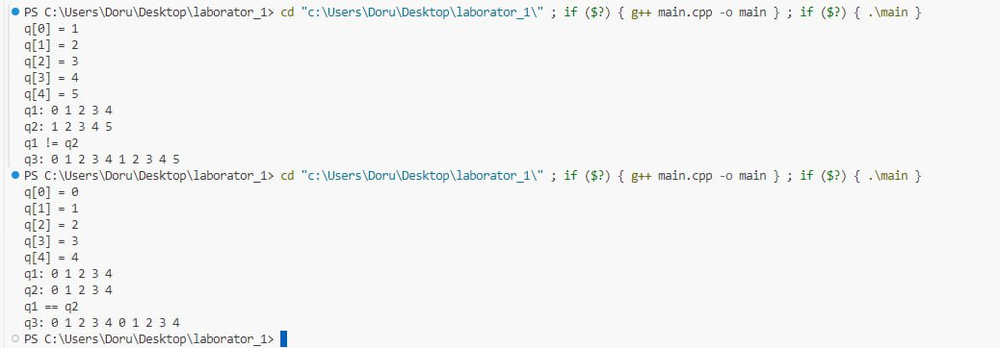 PS C:\Users\Doru\Desktop\laborator_1> cd "c:\Users\Doru\Desktop\laborator_1\" ; if ($?) { g++ main.cpp -o main } ; if ($?) { .\main }
q[0] = 1
q[1] = 2
q[2] = 3
q[3] = 4
q[4] = 5
q1: 0 1 2 3 4
q2: 1 2 3 4 5
q1 != q2
q3: 0 1 2 3 4 1 2 3 4 5
PS C:\Users\Doru\Desktop\laborator_1> cd "c:\Users\Doru\Desktop\laborator_1\" ; if ($?) { g++ main.cpp -o main } ; if ($?) { .\main }
q[0] = 0
q[1] = 1
q[2] = 2
q[3] = 3
q[4] = 4
q1: 0 1 2 3 4
q2: 0 1 2 3 4
q1 == q2
q3: 0 1 2 3 4 0 1 2 3 4
PS C:\Users\Doru\Desktop\laborator_1>